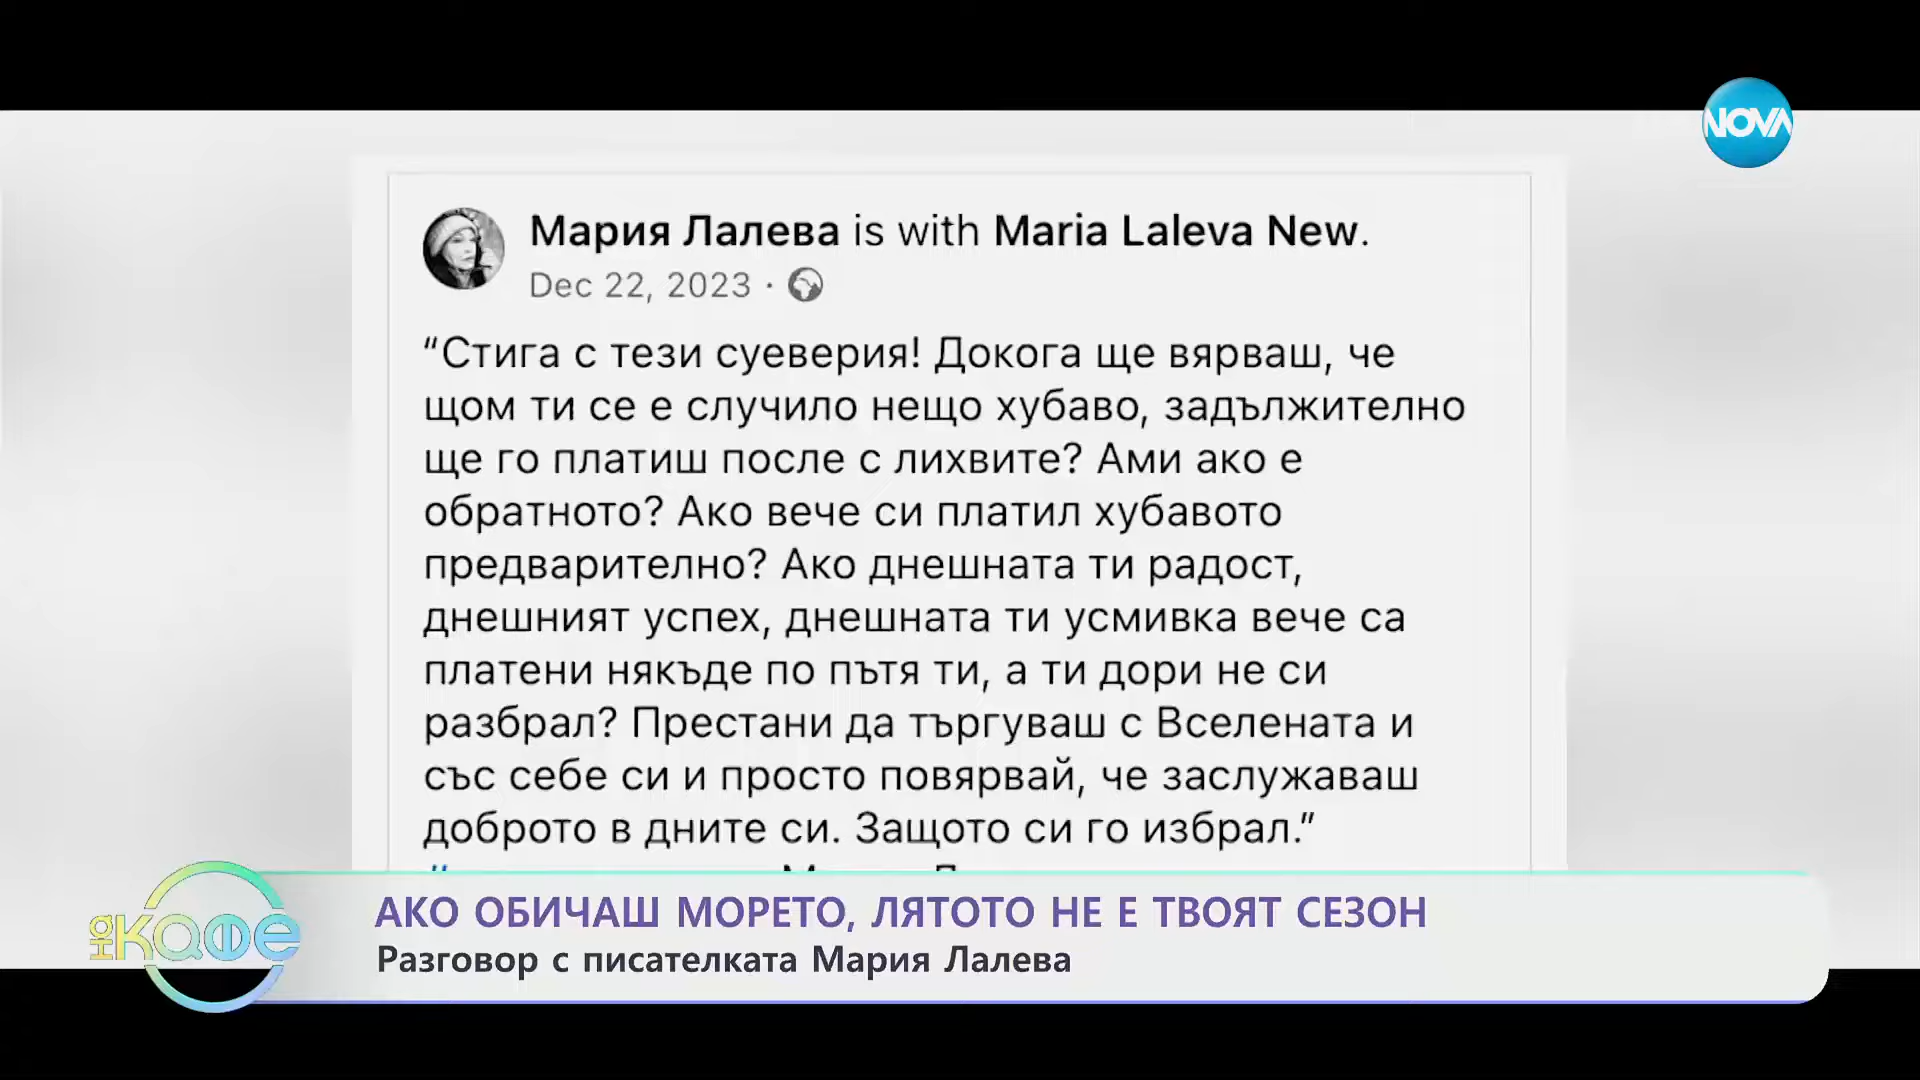 NOVA
Мария Лалева is with Maria Laleva New.
Dec 22, 2023 ·
“Стига с тези суеверия! Докога ще вярваш, че
щом ти се е случило нещо хубаво, задължително
ще го платиш после с лихвите? Ами ако е
обратното? Ако вече си платил хубавото
предварително? Ако днешната ти радост,
днешният успех, днешната ти усмивка вече са
платени някъде по пътя ти, а ти дори не си
разбрал? Престани да търгуваш с Вселената и
със себе си и просто повярвай, че заслужаваш
доброто в дните си. Защото си го избрал.”
на кафе
АКО ОБИЧАШ МОРЕТО, ЛЯТОТО НЕ Е ТВОЯТ СЕЗОН
Разговор с писателката Мария Лалева